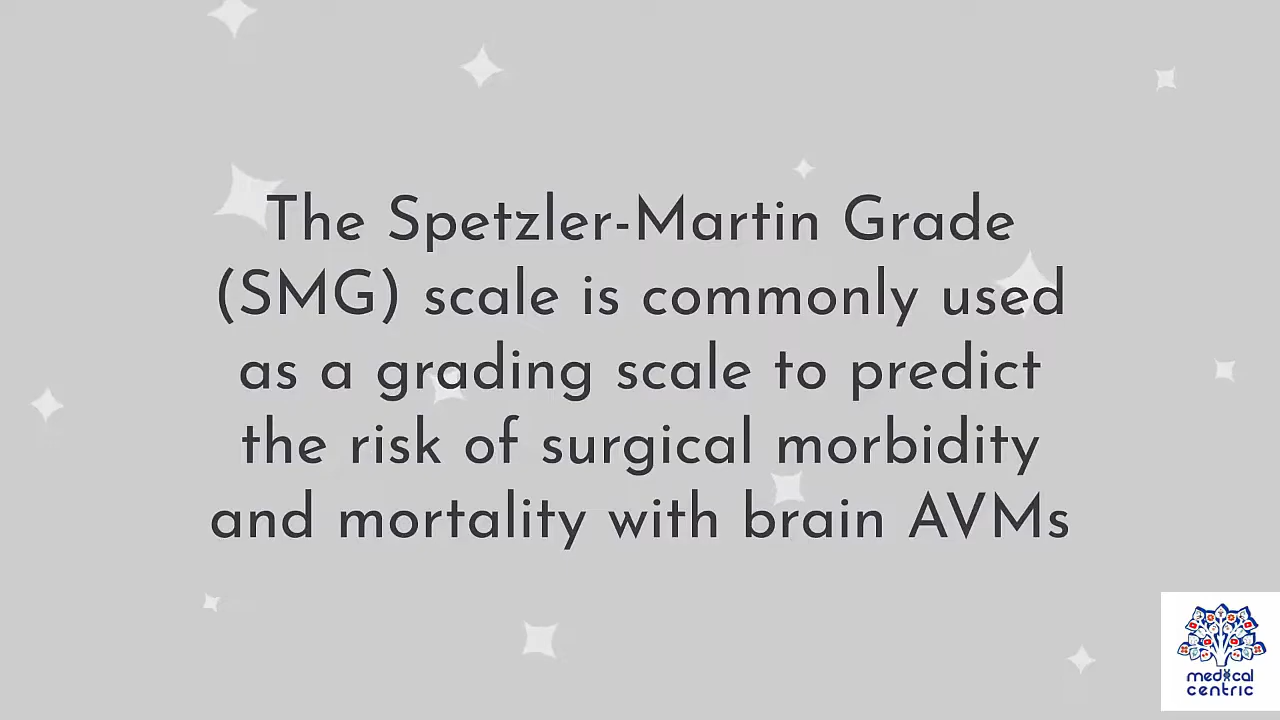 The Spetzler-Martin Grade
(SMG) scale is commonly used
as a grading scale to predict
the risk of surgical morbidity
and mortality with brain AVMs
medical
centric